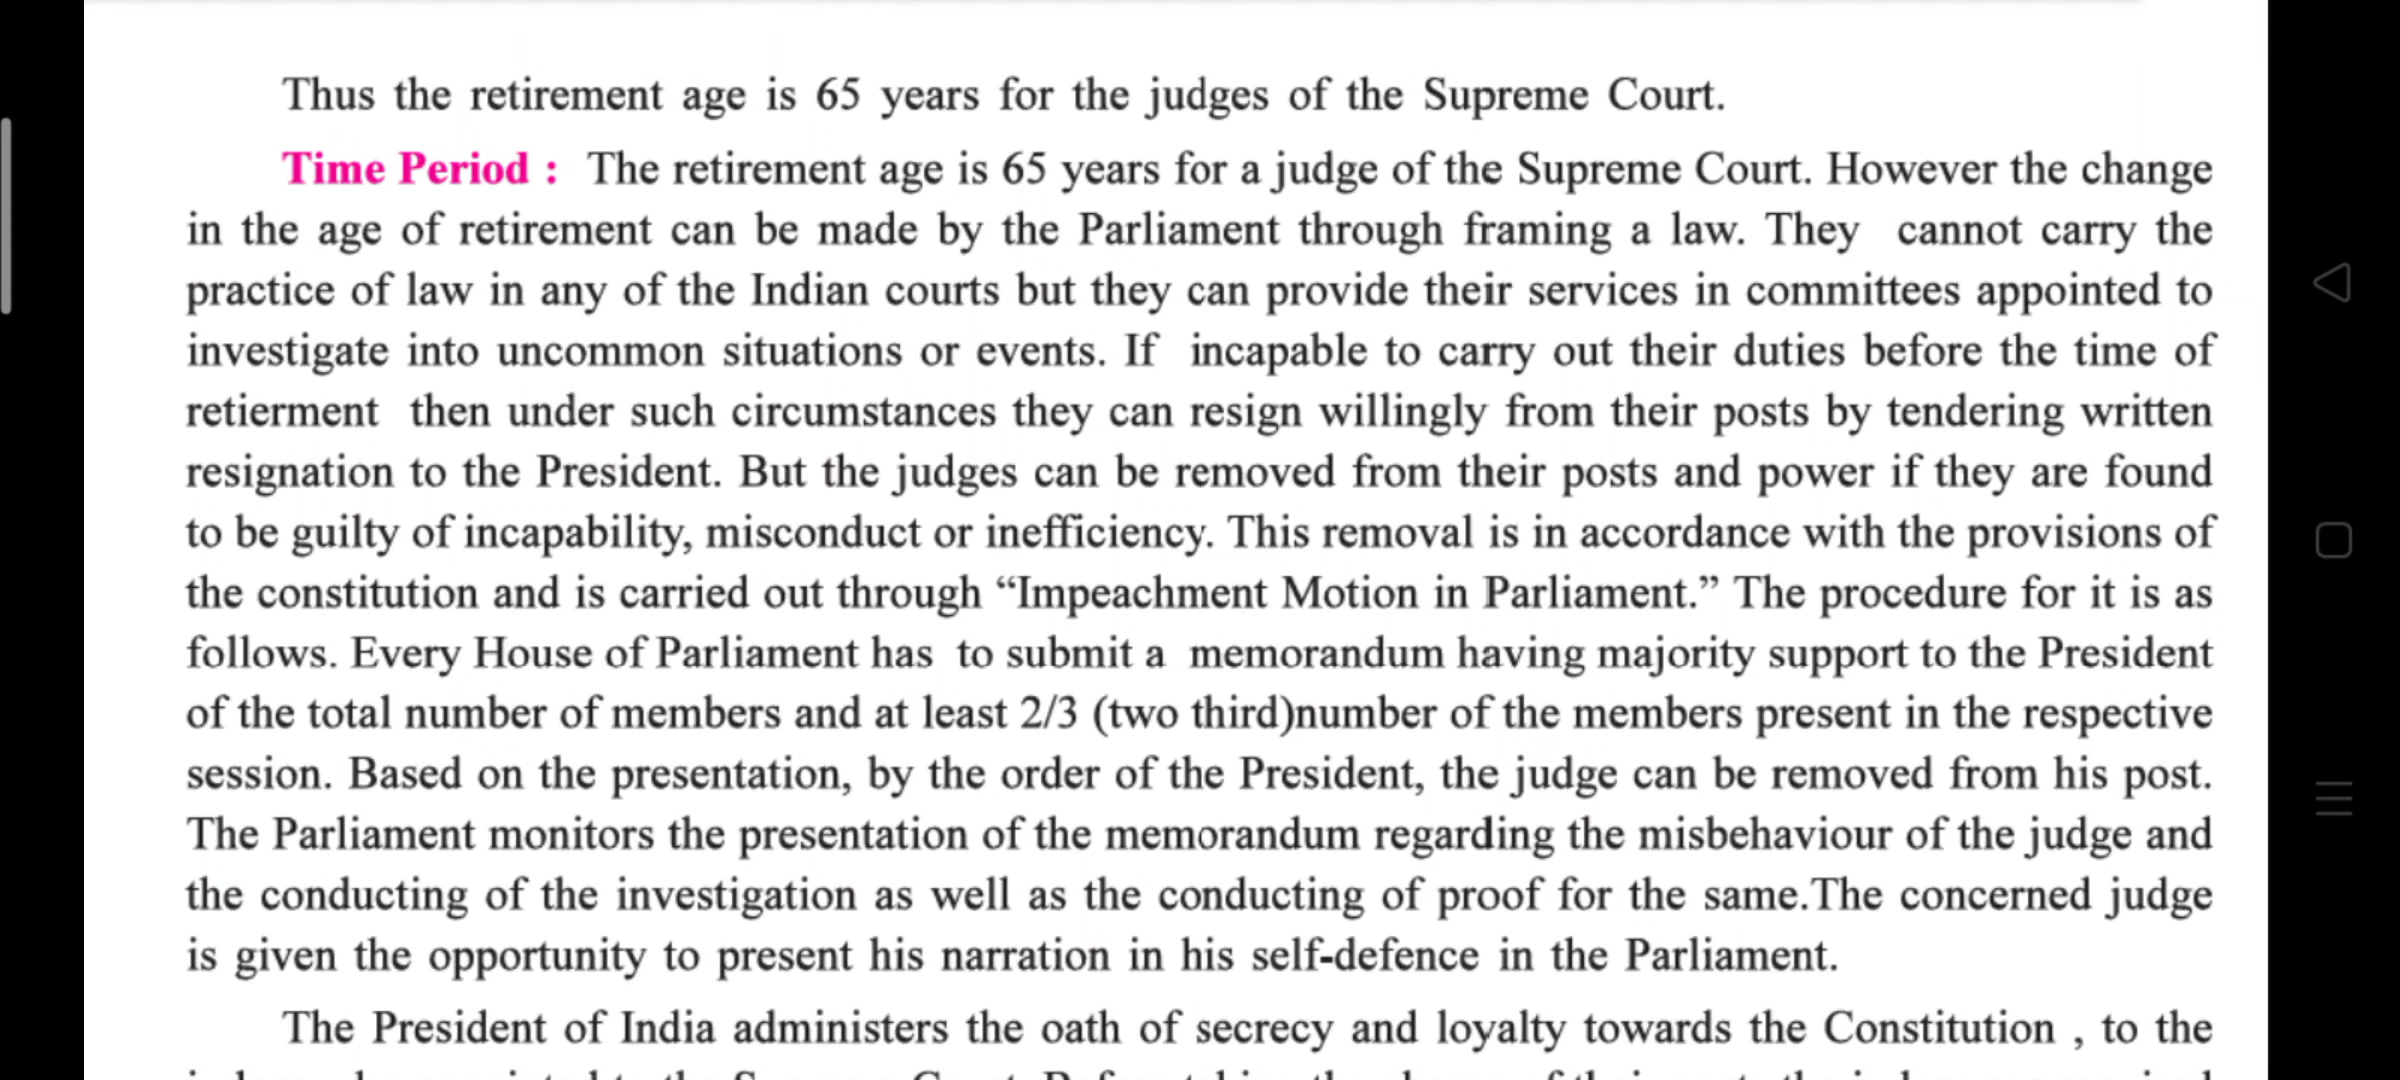 Thus the retirement age is 65 years for the judges of the Supreme Court.
Time Period : The retirement age is 65 years for a judge of the Supreme Court. However the change
in the age of retirement can be made by the Parliament through framing a law. They cannot carry the
practice of law in any of the Indian courts but they can provide their services in committees appointed to
investigate into uncommon situations or events. If incapable to carry out their duties before the time of
retierment then under such circumstances they can resign willingly from their posts by tendering written
resignation to the President. But the judges can be removed from their posts and power if they are found
to be guilty of incapability, misconduct or inefficiency. This removal is in accordance with the provisions of
the constitution and is carried out through “Impeachment Motion in Parliament.” The procedure for it is as
follows. Every House of Parliament has to submit a memorandum having majority support to the President
of the total number of members and at least 2/3 (two third)number of the members present in the respective
session. Based on the presentation, by the order of the President, the judge can be removed from his post.
The Parliament monitors the presentation of the memorandum regarding the misbehaviour of the judge and
the conducting of the investigation as well as the conducting of proof for the same.The concerned judge
is given the opportunity to present his narration in his self-defence in the Parliament.
The President of India administers the oath of secrecy and loyalty towards the Constitution , to the